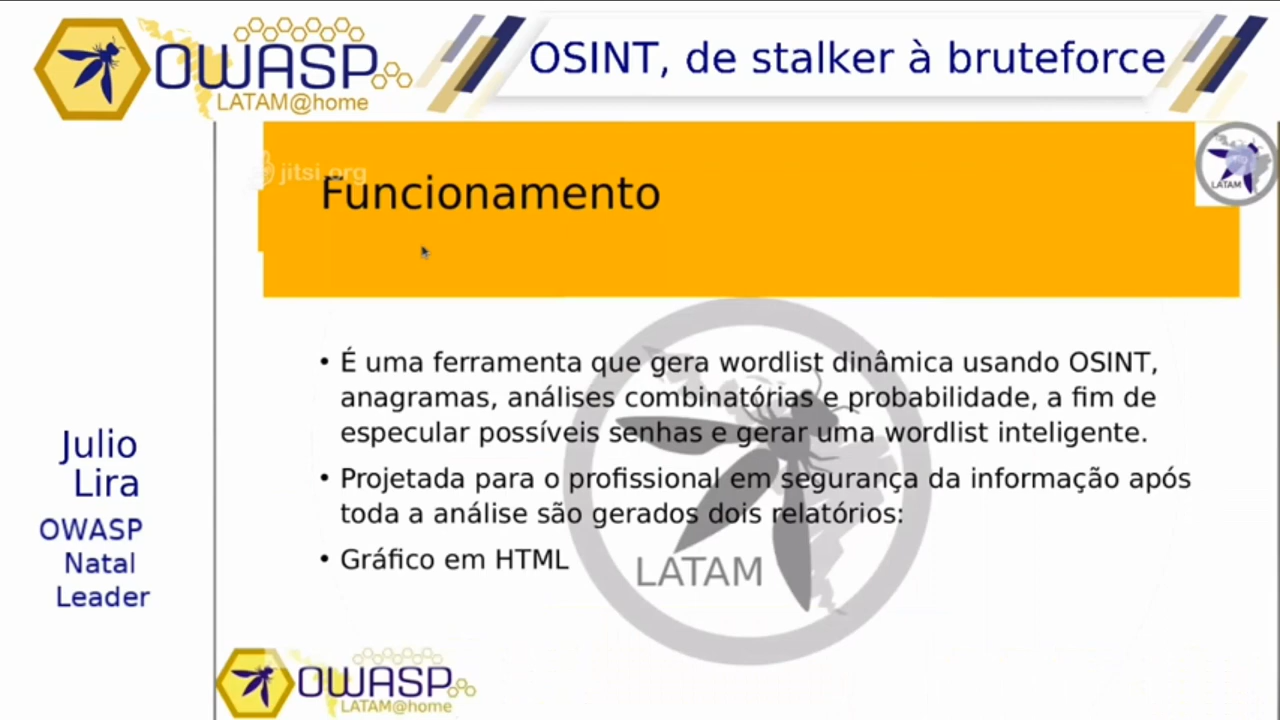 OWASP
LATAM@home
OSINT, de stalker à bruteforce
jitsi.org
LATAM
Funcionamento
• É uma ferramenta que gera wordlist dinâmica usando OSINT,
anagramas, análises combinatórias e probabilidade, a fim de
especular possíveis senhas e gerar uma wordlist inteligente.
• Projetada para o profissional em segurança da informação após
toda a análise são gerados dois relatórios:
• Gráfico em HTML
LATAM
Julio
Lira
OWASP
Natal
Leader
OWASP
LATAM@home